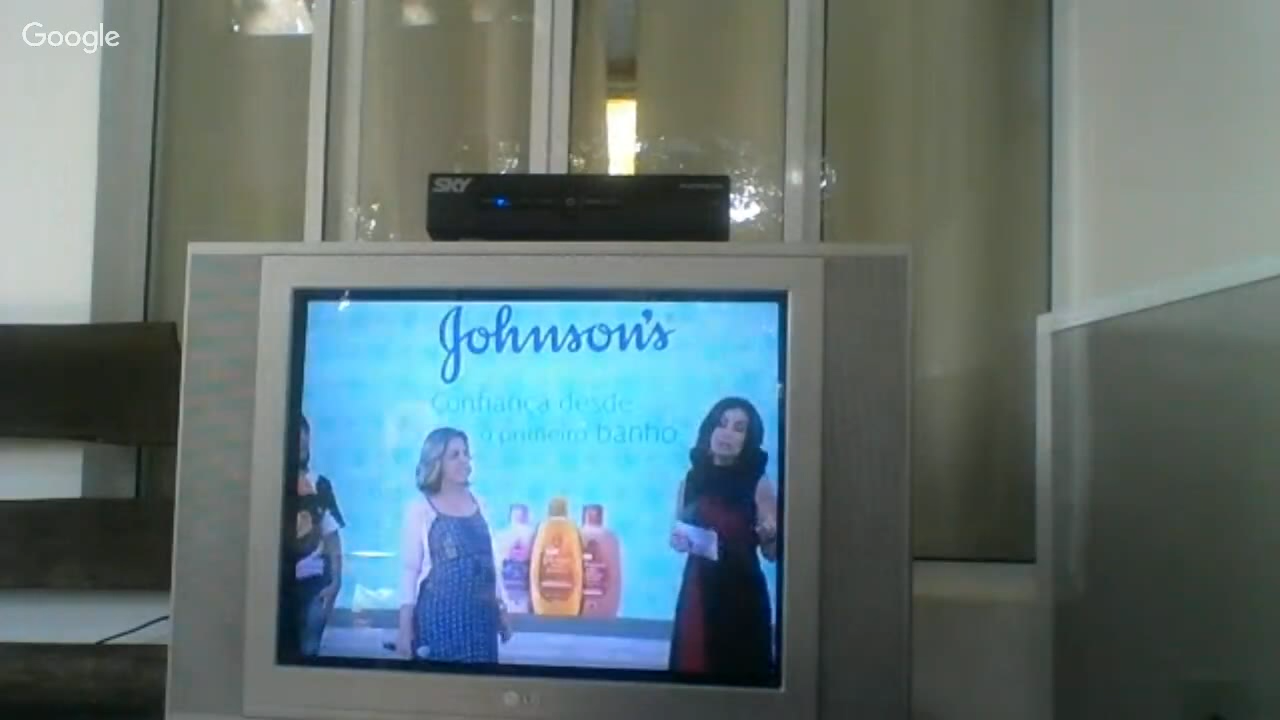 Google
SKY
Johnson's
Confiança desde
o primeiro banho
LG